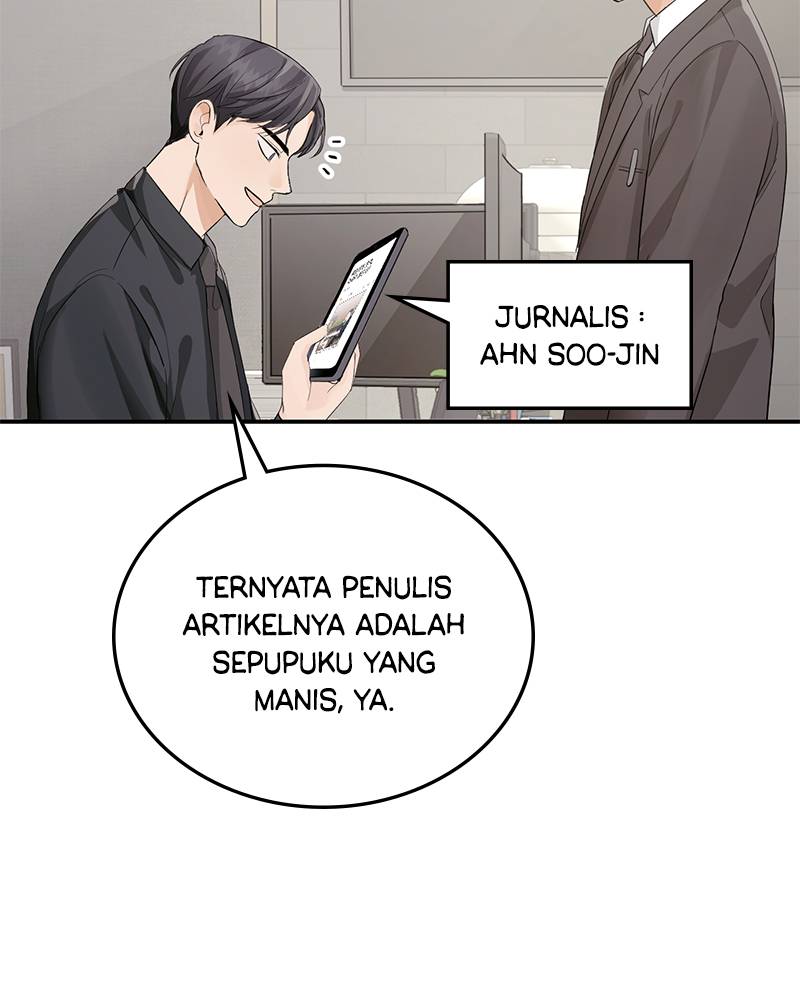 JURNALIS :
AHN SOO-JIN
TERNYATA PENULIS
ARTIKELNYA ADALAH
SEPUPUKU YANG
MANIS, YA.